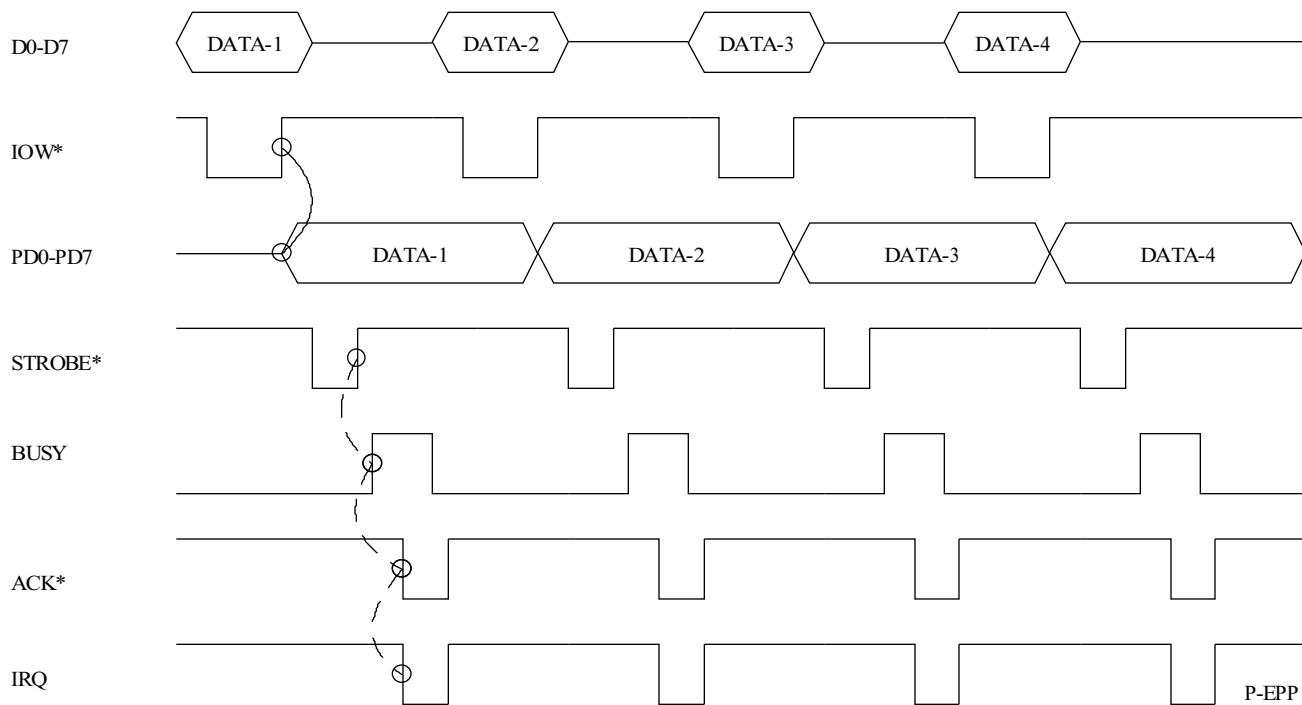 D0-D7 DATA-1 DATA-2 DATA-3 DATA-4
IOW*
PD0-PD7 DATA-1 DATA-2 DATA-3 DATA-4
STROBE*
BUSY
ACK*
IRQ
P-EPP